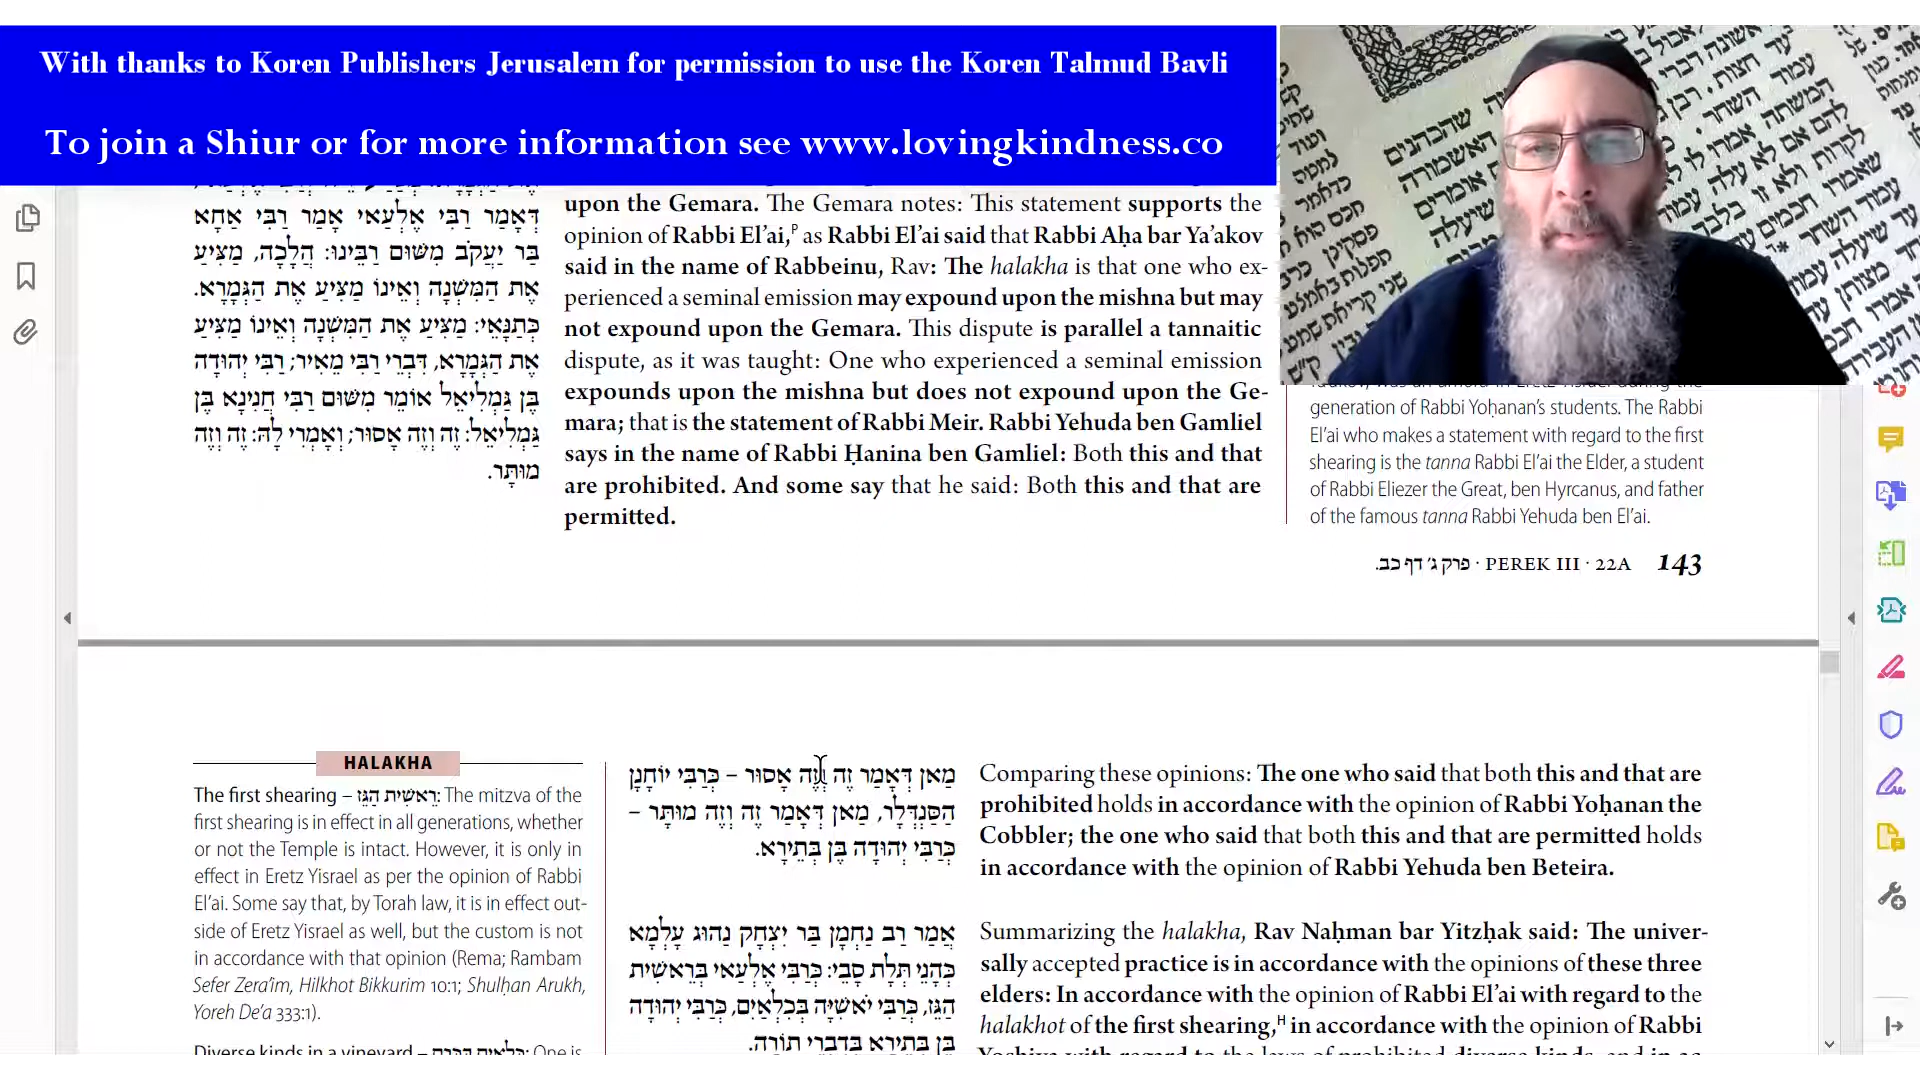 With thanks to Koren Publishers Jerusalem for permission to use the Koren Talmud Bavli
To join a Shiur or for more information see www.lovingkindness.co
דְּאָמַר רַבִּי אֶלְעַאי אָמַר רַבִּי אַחָא
בַּר יַעֲקֹב מִשּׁוּם רַבֵּינוּ: הֲלָכָה, מַצִּיעַ
אֶת הַמִּשְׁנָה וְאֵינוֹ מַצִּיעַ אֶת הַגְּמָרָא.
כְּתַנָּאֵי: מַצִּיעַ אֶת הַמִּשְׁנָה וְאֵינוֹ מַצִּיעַ
אֶת הַגְּמָרָא, דִּבְרֵי רַבִּי מֵאִיר; רַבִּי יְהוּדָה
בֶּן גַּמְלִיאֵל אוֹמֵר מִשּׁוּם רַבִּי חֲנִינָא בֶּן
גַּמְלִיאֵל: זֶה וָזֶה אָסוּר; וְאָמְרִי לָהּ: זֶה וָזֶה
מוּתָּר.
upon the Gemara. The Gemara notes: This statement supports the
opinion of Rabbi El'ai,P as Rabbi El'ai said that Rabbi Aḥa bar Ya'akov
said in the name of Rabbeinu, Rav: The halakha is that one who ex-
perienced a seminal emission may expound upon the mishna but may
not expound upon the Gemara. This dispute is parallel a tannaitic
dispute, as it was taught: One who experienced a seminal emission
expounds upon the mishna but does not expound upon the Ge-
mara; that is the statement of Rabbi Meir. Rabbi Yehuda ben Gamliel
says in the name of Rabbi Ḥanina ben Gamliel: Both this and that
are prohibited. And some say that he said: Both this and that are
permitted.
generation of Rabbi Yoḥanan's students. The Rabbi
El'ai who makes a statement with regard to the first
shearing is the tanna Rabbi El'ai the Elder, a student
of Rabbi Eliezer the Great, ben Hyrcanus, and father
of the famous tanna Rabbi Yehuda ben El'ai.
פרק ג׳ דף כב. · PEREK III · 22A 143
HALAKHA
The first shearing – רֵאשִׁית הַגֵּז: The mitzva of the
first shearing is in effect in all generations, whether
or not the Temple is intact. However, it is only in
effect in Eretz Yisrael as per the opinion of Rabbi
El'ai. Some say that, by Torah law, it is in effect out-
side of Eretz Yisrael as well, but the custom is not
in accordance with that opinion (Rema; Rambam
Sefer Zera'im, Hilkhot Bikkurim 10:1; Shulḥan Arukh,
Yoreh De'a 333:1).
Diverse kinds in a vineyard – כִּלְאַיִם בַּכֶּרֶם: One is
מַאן דְּאָמַר זֶה וָזֶה אָסוּר – כְּרַבִּי יוֹחָנָן
הַסַּנְדְּלָר, מַאן דְּאָמַר זֶה וָזֶה מוּתָּר –
כְּרַבִּי יְהוּדָה בֶּן בְּתֵירָא.
אֲמַר רַב נַחְמָן בַּר יִצְחָק נְהוּג עָלְמָא
כְּהָנֵי תְּלָת סָבֵי: כְּרַבִּי אֶלְעַאי בְּרֵאשִׁית
הַגֵּז, כְּרַבִּי יֹאשִׁיָּה בְּכִלְאַיִם, כְּרַבִּי יְהוּדָה
בֶּן בְּתֵירָא בְּדִבְרֵי תוֹרָה.
Comparing these opinions: The one who said that both this and that are
prohibited holds in accordance with the opinion of Rabbi Yoḥanan the
Cobbler; the one who said that both this and that are permitted holds
in accordance with the opinion of Rabbi Yehuda ben Beteira.
Summarizing the halakha, Rav Naḥman bar Yitzḥak said: The univer-
sally accepted practice is in accordance with the opinions of these three
elders: In accordance with the opinion of Rabbi El'ai with regard to the
halakhot of the first shearing,H in accordance with the opinion of Rabbi
Yoshiya with regard to the laws of prohibited diverse kinds, and in ac-